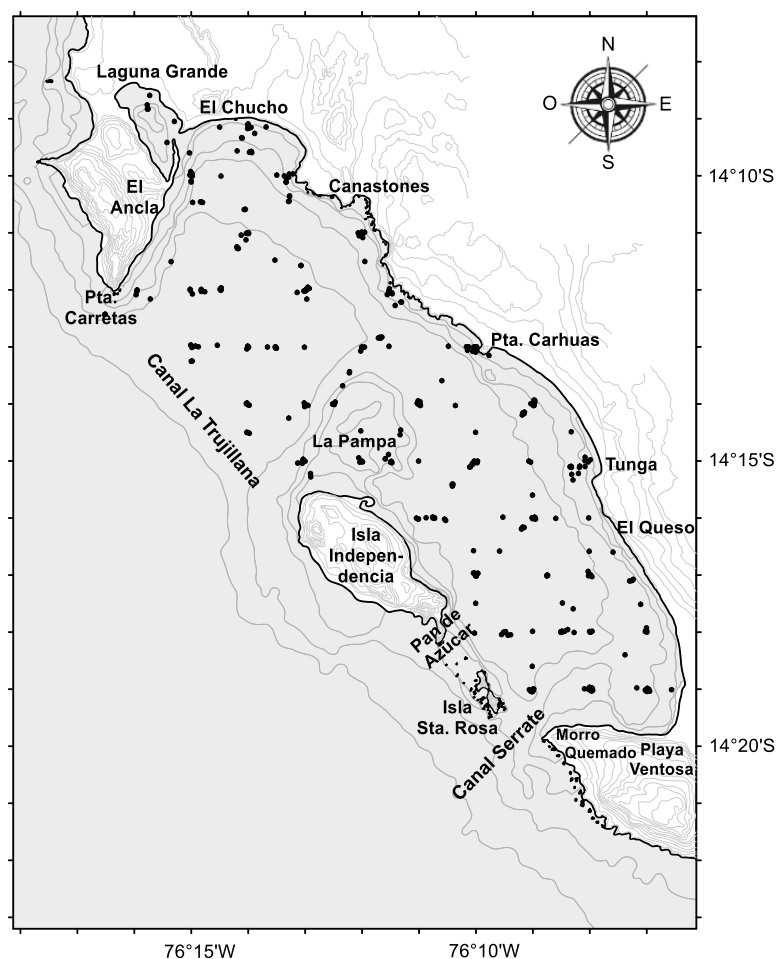 N
Laguna Grande
El Chucho
O
E
S
14°10'S
El
Ancla
Canastones
Pta.
Carretas
Pta. Carhuas
Canal La Trujillana
La Pampa
14°15'S
Tunga
El Queso
Isla
Indepen-
dencia
Pan de
Azúcar
Isla
Sta. Rosa
Canal Serrate
Morro
Quemado
Playa
Ventosa
14°20'S
76°15'W
76°10'W